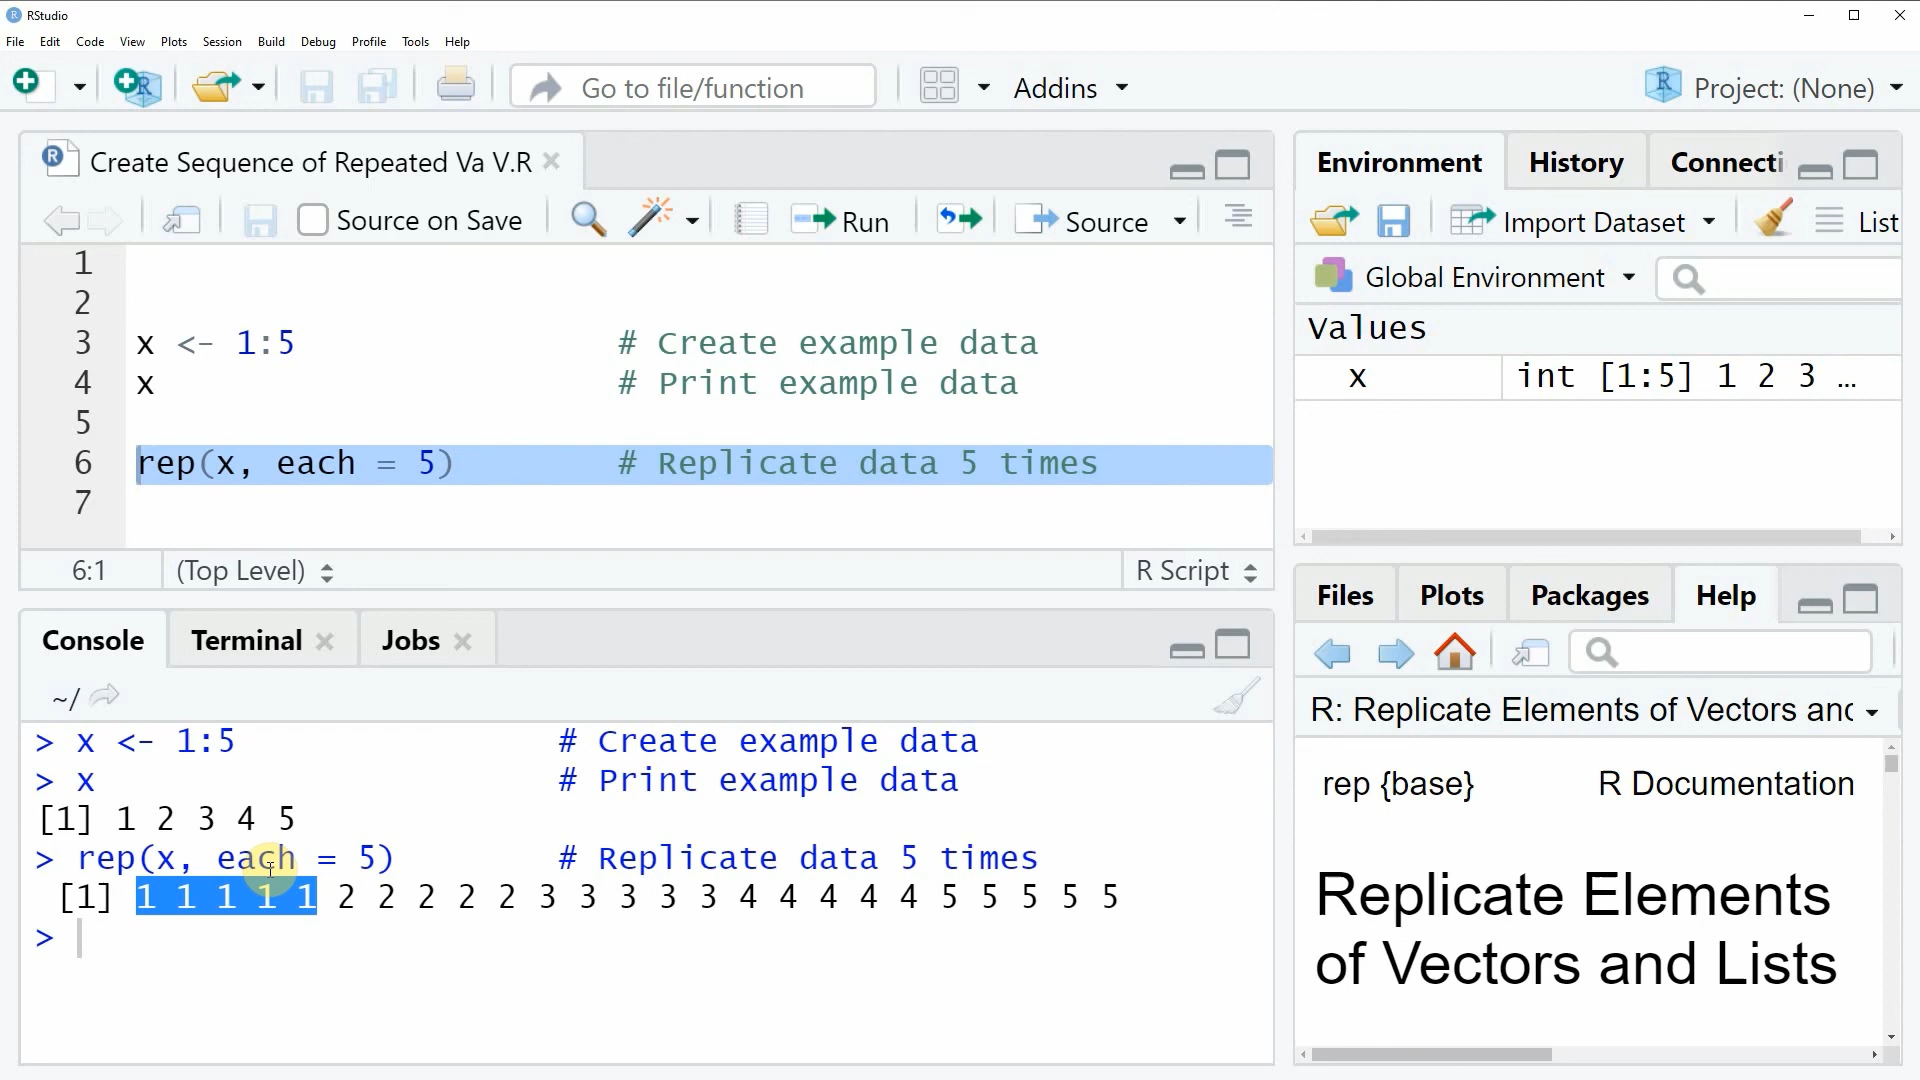 RStudio
File Edit Code View Plots Session Build Debug Profile Tools Help
Go to file/function
Addins
Project: (None)
Create Sequence of Repeated Va V.R
Source on Save
Run
Source
1
2
3 x <- 1:5 # Create example data
4 x # Print example data
5
6 rep(x, each = 5) # Replicate data 5 times
7
6:1 (Top Level) R Script
Console Terminal Jobs
~/
> x <- 1:5 # Create example data
> x # Print example data
[1] 1 2 3 4 5
> rep(x, each = 5) # Replicate data 5 times
[1] 1 1 1 1 1 2 2 2 2 2 3 3 3 3 3 4 4 4 4 4 5 5 5 5 5
>
Environment History Connecti
Import Dataset List
Global Environment
Values
x int [1:5] 1 2 3 ...
Files Plots Packages Help
R: Replicate Elements of Vectors and
rep {base} R Documentation
Replicate Elements
of Vectors and Lists